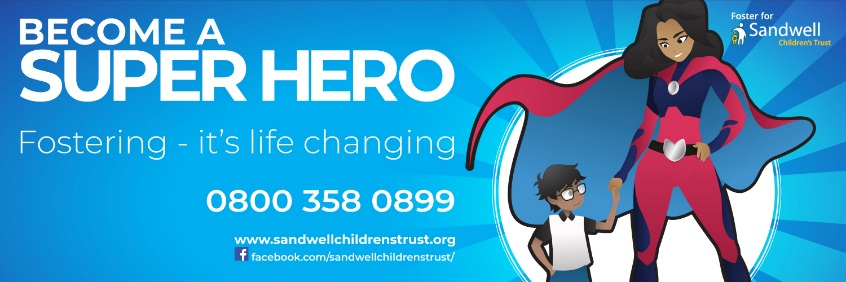 BECOME A
SUPER HERO
Fostering - it's life changing
0800 358 0899
www.sandwellchildrenstrust.org
facebook.com/sandwellchildrenstrust/
Foster for
Sandwell
Children's Trust